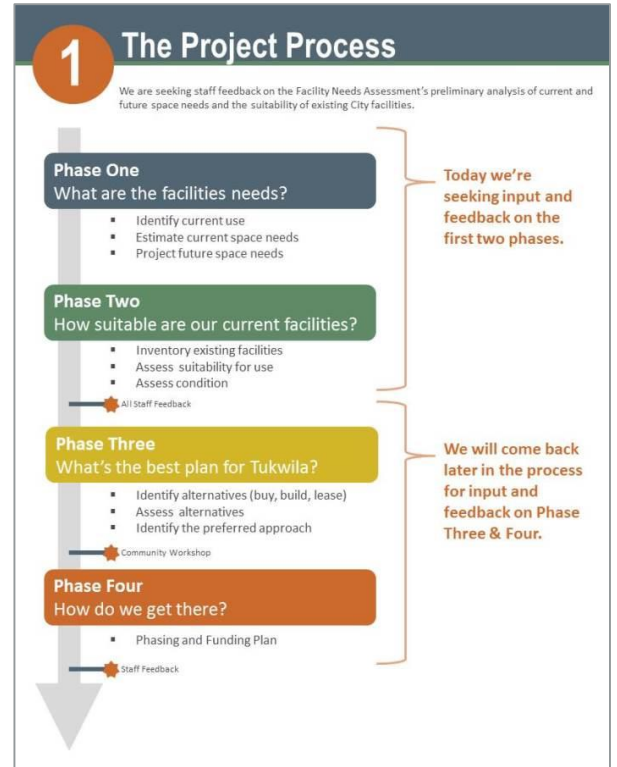 1
The Project Process
We are seeking staff feedback on the Facility Needs Assessment's preliminary analysis of current and
future space needs and the suitability of existing City facilities.
Phase One
What are the facilities needs?
▪ Identify current use
▪ Estimate current space needs
▪ Project future space needs
Today we're
seeking input and
feedback on the
first two phases.
Phase Two
How suitable are our current facilities?
▪ Inventory existing facilities
▪ Assess suitability for use
▪ Assess condition
All Staff Feedback
Phase Three
What's the best plan for Tukwila?
▪ Identify alternatives (buy, build, lease)
▪ Assess alternatives
▪ Identify the preferred approach
Community Workshop
We will come back
later in the process
for input and
feedback on Phase
Three & Four.
Phase Four
How do we get there?
▪ Phasing and Funding Plan
Staff Feedback